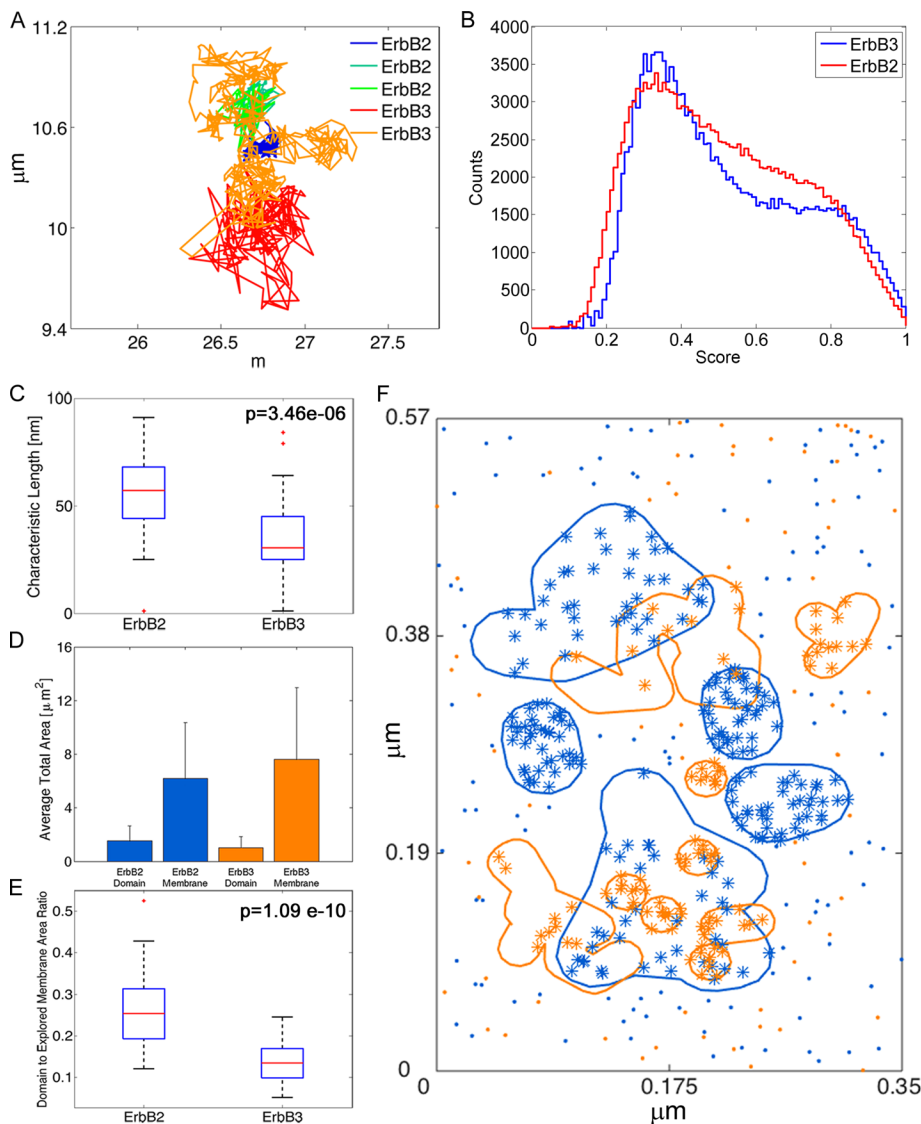 A
11.2
10.6
10
9.4
μm
26
26.5
27
27.5
m
ErbB2
ErbB2
ErbB2
ErbB3
ErbB3
B
4000
3500
3000
2500
2000
1500
1000
500
0
Counts
0
0.2
0.4
0.6
0.8
1
Score
ErbB3
ErbB2
C
p=3.46e-06
100
50
0
Characteristic Length [nm]
ErbB2
ErbB3
D
16
12
8
4
0
Average Total Area [μm²]
ErbB2 ErbB2 ErbB3 ErbB3
Domain Membrane Domain Membrane
E
p=1.09 e-10
0.5
0.4
0.3
0.2
0.1
Domain to Explored Membrane Area Ratio
ErbB2
ErbB3
F
0.57
0.38
0.19
0
μm
0
0.175
0.35
μm